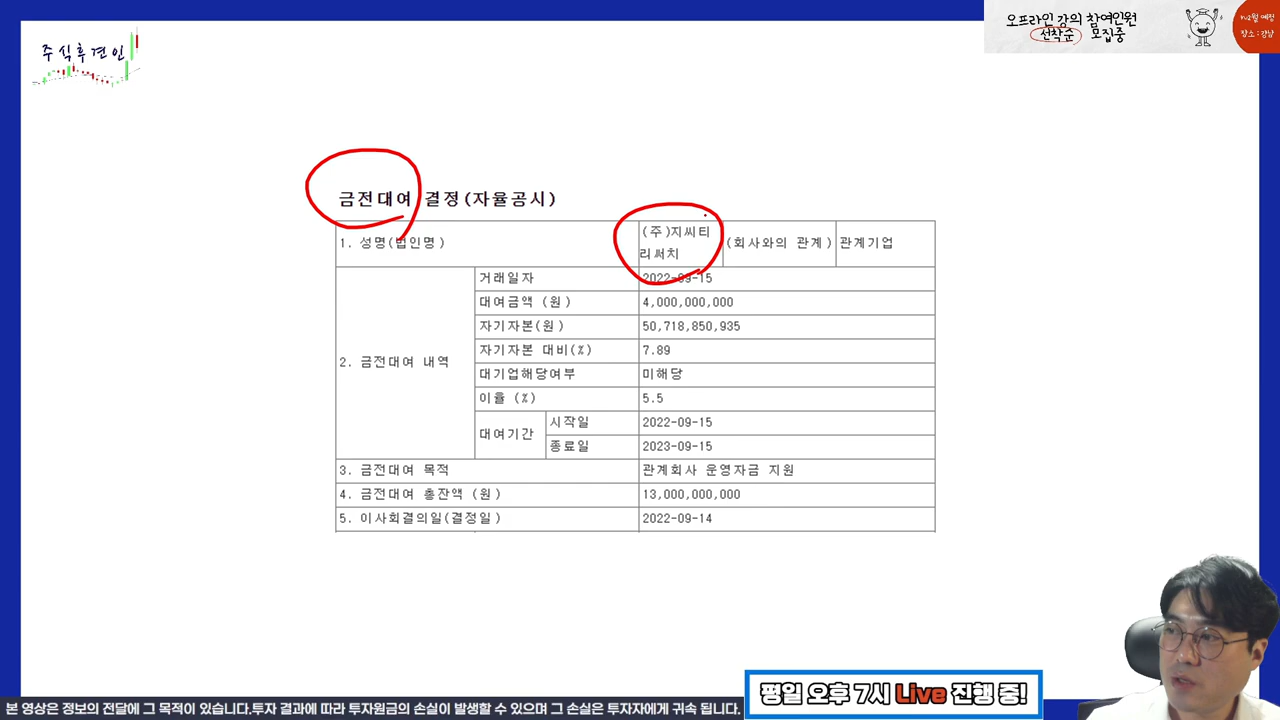 주식후견인
오프라인 강의 참여인원
선착순 모집중
11/12월 예정
장소 : 강남
금전대여 결정(자율공시)
1. 성명(법인명) (주)지씨티리써치 (회사와의 관계) 관계기업
2. 금전대여 내역
거래일자 2022-09-15
대여금액 (원) 4,000,000,000
자기자본(원) 50,718,850,935
자기자본 대비(%) 7.89
대기업해당여부 미해당
이율 (%) 5.5
대여기간
시작일 2022-09-15
종료일 2023-09-15
3. 금전대여 목적 관계회사 운영자금 지원
4. 금전대여 총잔액 (원) 13,000,000,000
5. 이사회결의일(결정일) 2022-09-14
평일 오후 7시 Live 진행 중!
본 영상은 정보의 전달에 그 목적이 있습니다.투자 결과에 따라 투자원금의 손실이 발생할 수 있으며 그 손실은 투자자에게 귀속 됩니다.